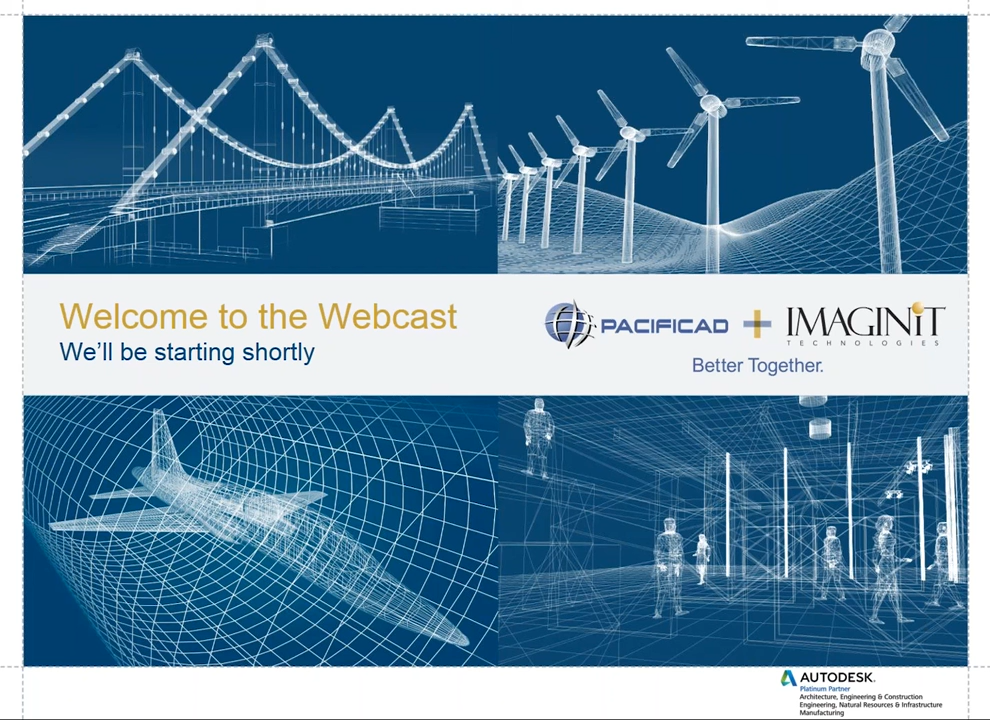 Welcome to the Webcast
We'll be starting shortly
PACIFICAD + IMAGINiT
TECHNOLOGIES
Better Together.
AUTODESK.
Platinum Partner
Architecture, Engineering & Construction
Engineering, Natural Resources & Infrastructure
Manufacturing